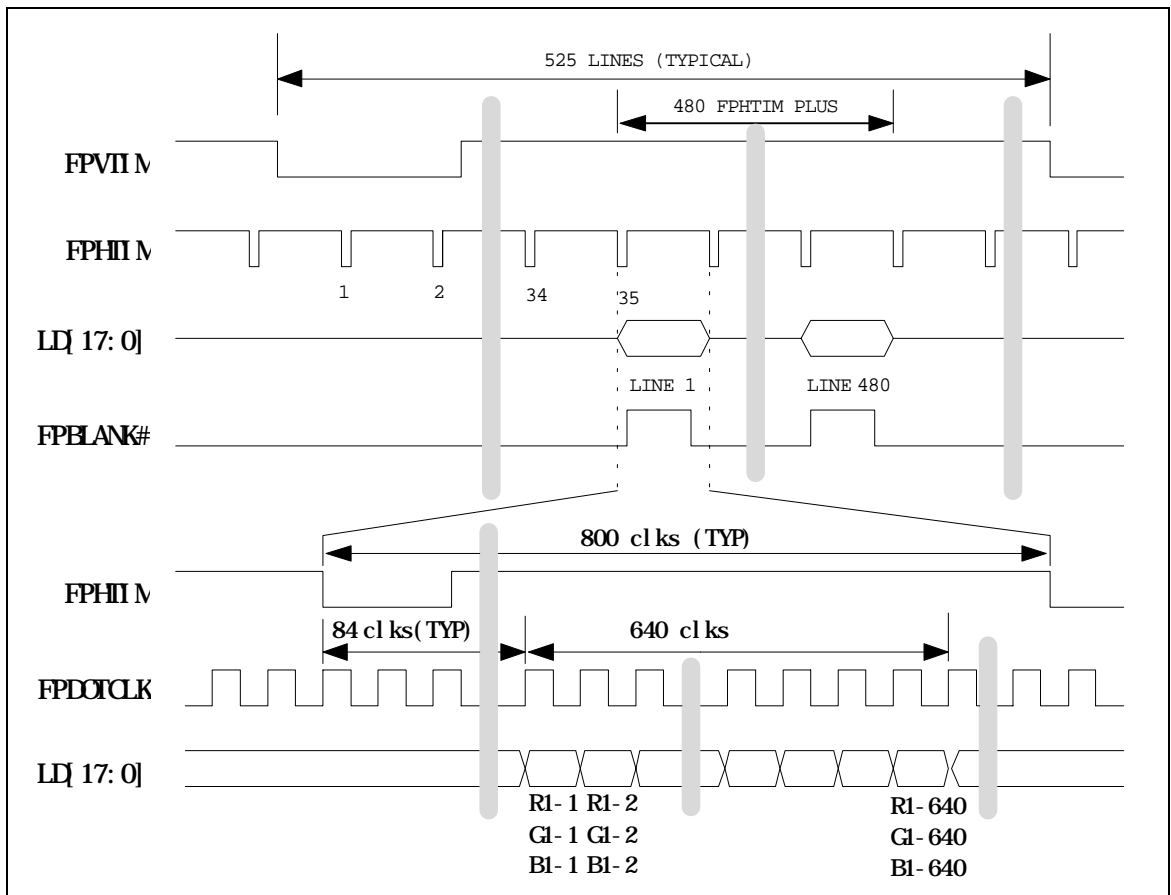 525 LINES (TYPICAL)
480 FPHTIM PLUS
FPVTIM
FPHTIM
1 2 34 35
LD[17:0]
LINE 1 LINE 480
FPBLANK#
800 clks (TYP)
FPHTIM
84 clks(TYP) 640 clks
FPDOTCLK
LD[17:0]
R1-1 R1-2 R1-640
G1-1 G1-2 G1-640
B1-1 B1-2 B1-640